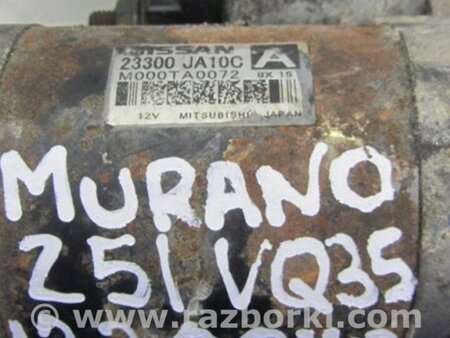 NISSAN
23300 JA10C A
M000TA0072 8X 15
12V MITSUBISHI JAPAN
MURANO
Z51 VQ35
www.razborki.com